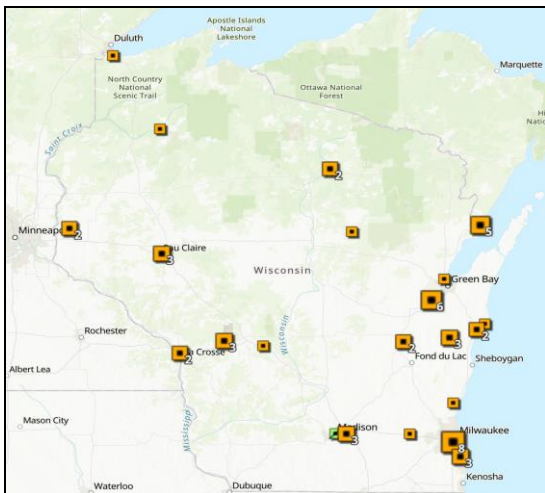 Apostle Islands
National
Lakeshore
Duluth
Marquette
North Country
National
Scenic Trail
Ottawa National
Forest
Saint Croix
2
Minneap
2
5
Eau Claire
3
Wisconsin
Green Bay
6
Wisconsin
2
3
Rochester
3
2
La Crosse
2
Fond du Lac
Sheboygan
Albert Lea
Mississippi
Mason City
Madison
3
Milwaukee
8
3
Kenosha
Waterloo
Dubuque